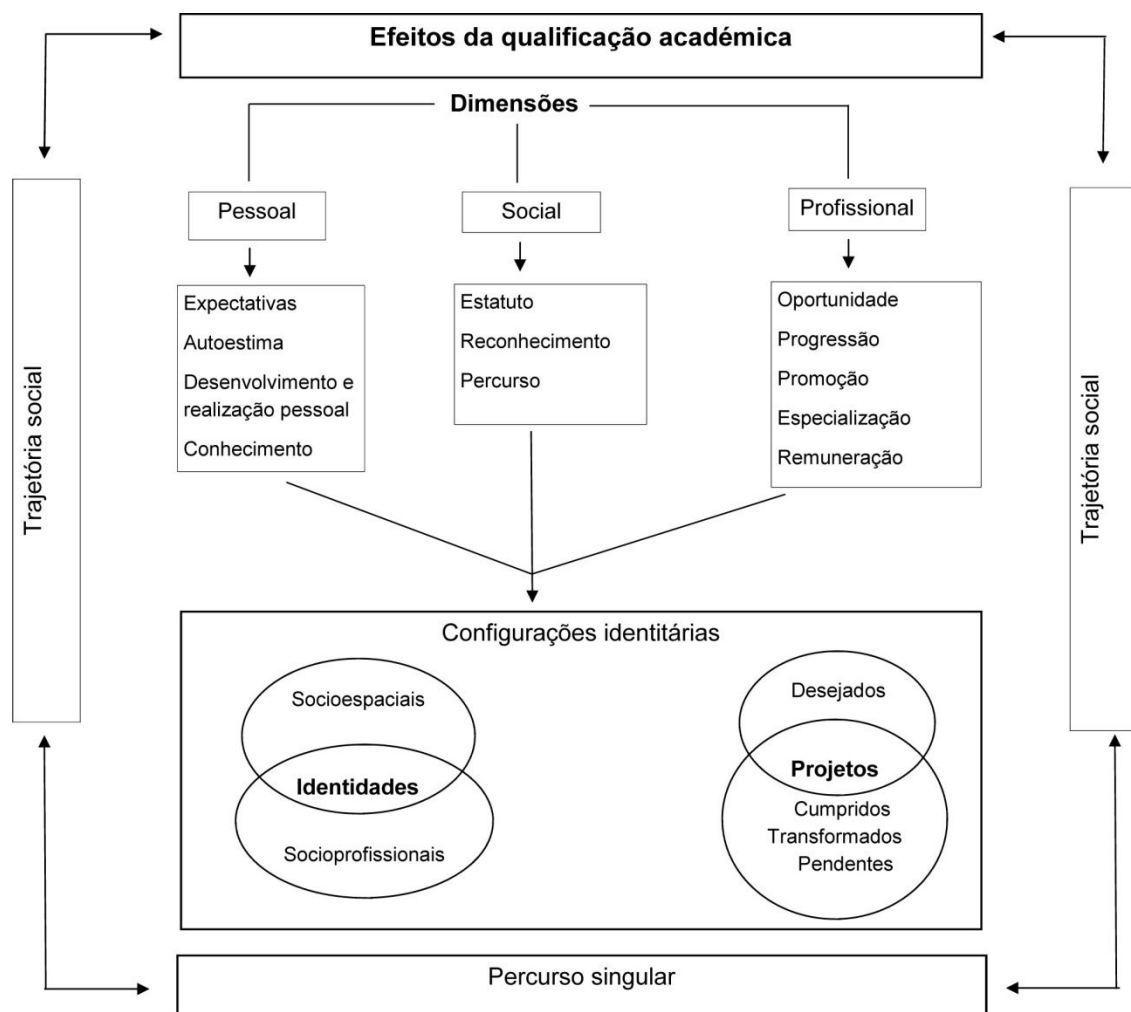 Efeitos da qualificação académica
Dimensões
Pessoal
Social
Profissional
Expectativas
Autoestima
Desenvolvimento e
realização pessoal
Conhecimento
Estatuto
Reconhecimento
Percurso
Oportunidade
Progressão
Promoção
Especialização
Remuneração
Trajetória social
Trajetória social
Configurações identitárias
Socioespaciais
Identidades
Socioprofissionais
Desejados
Projetos
Cumpridos
Transformados
Pendentes
Percurso singular